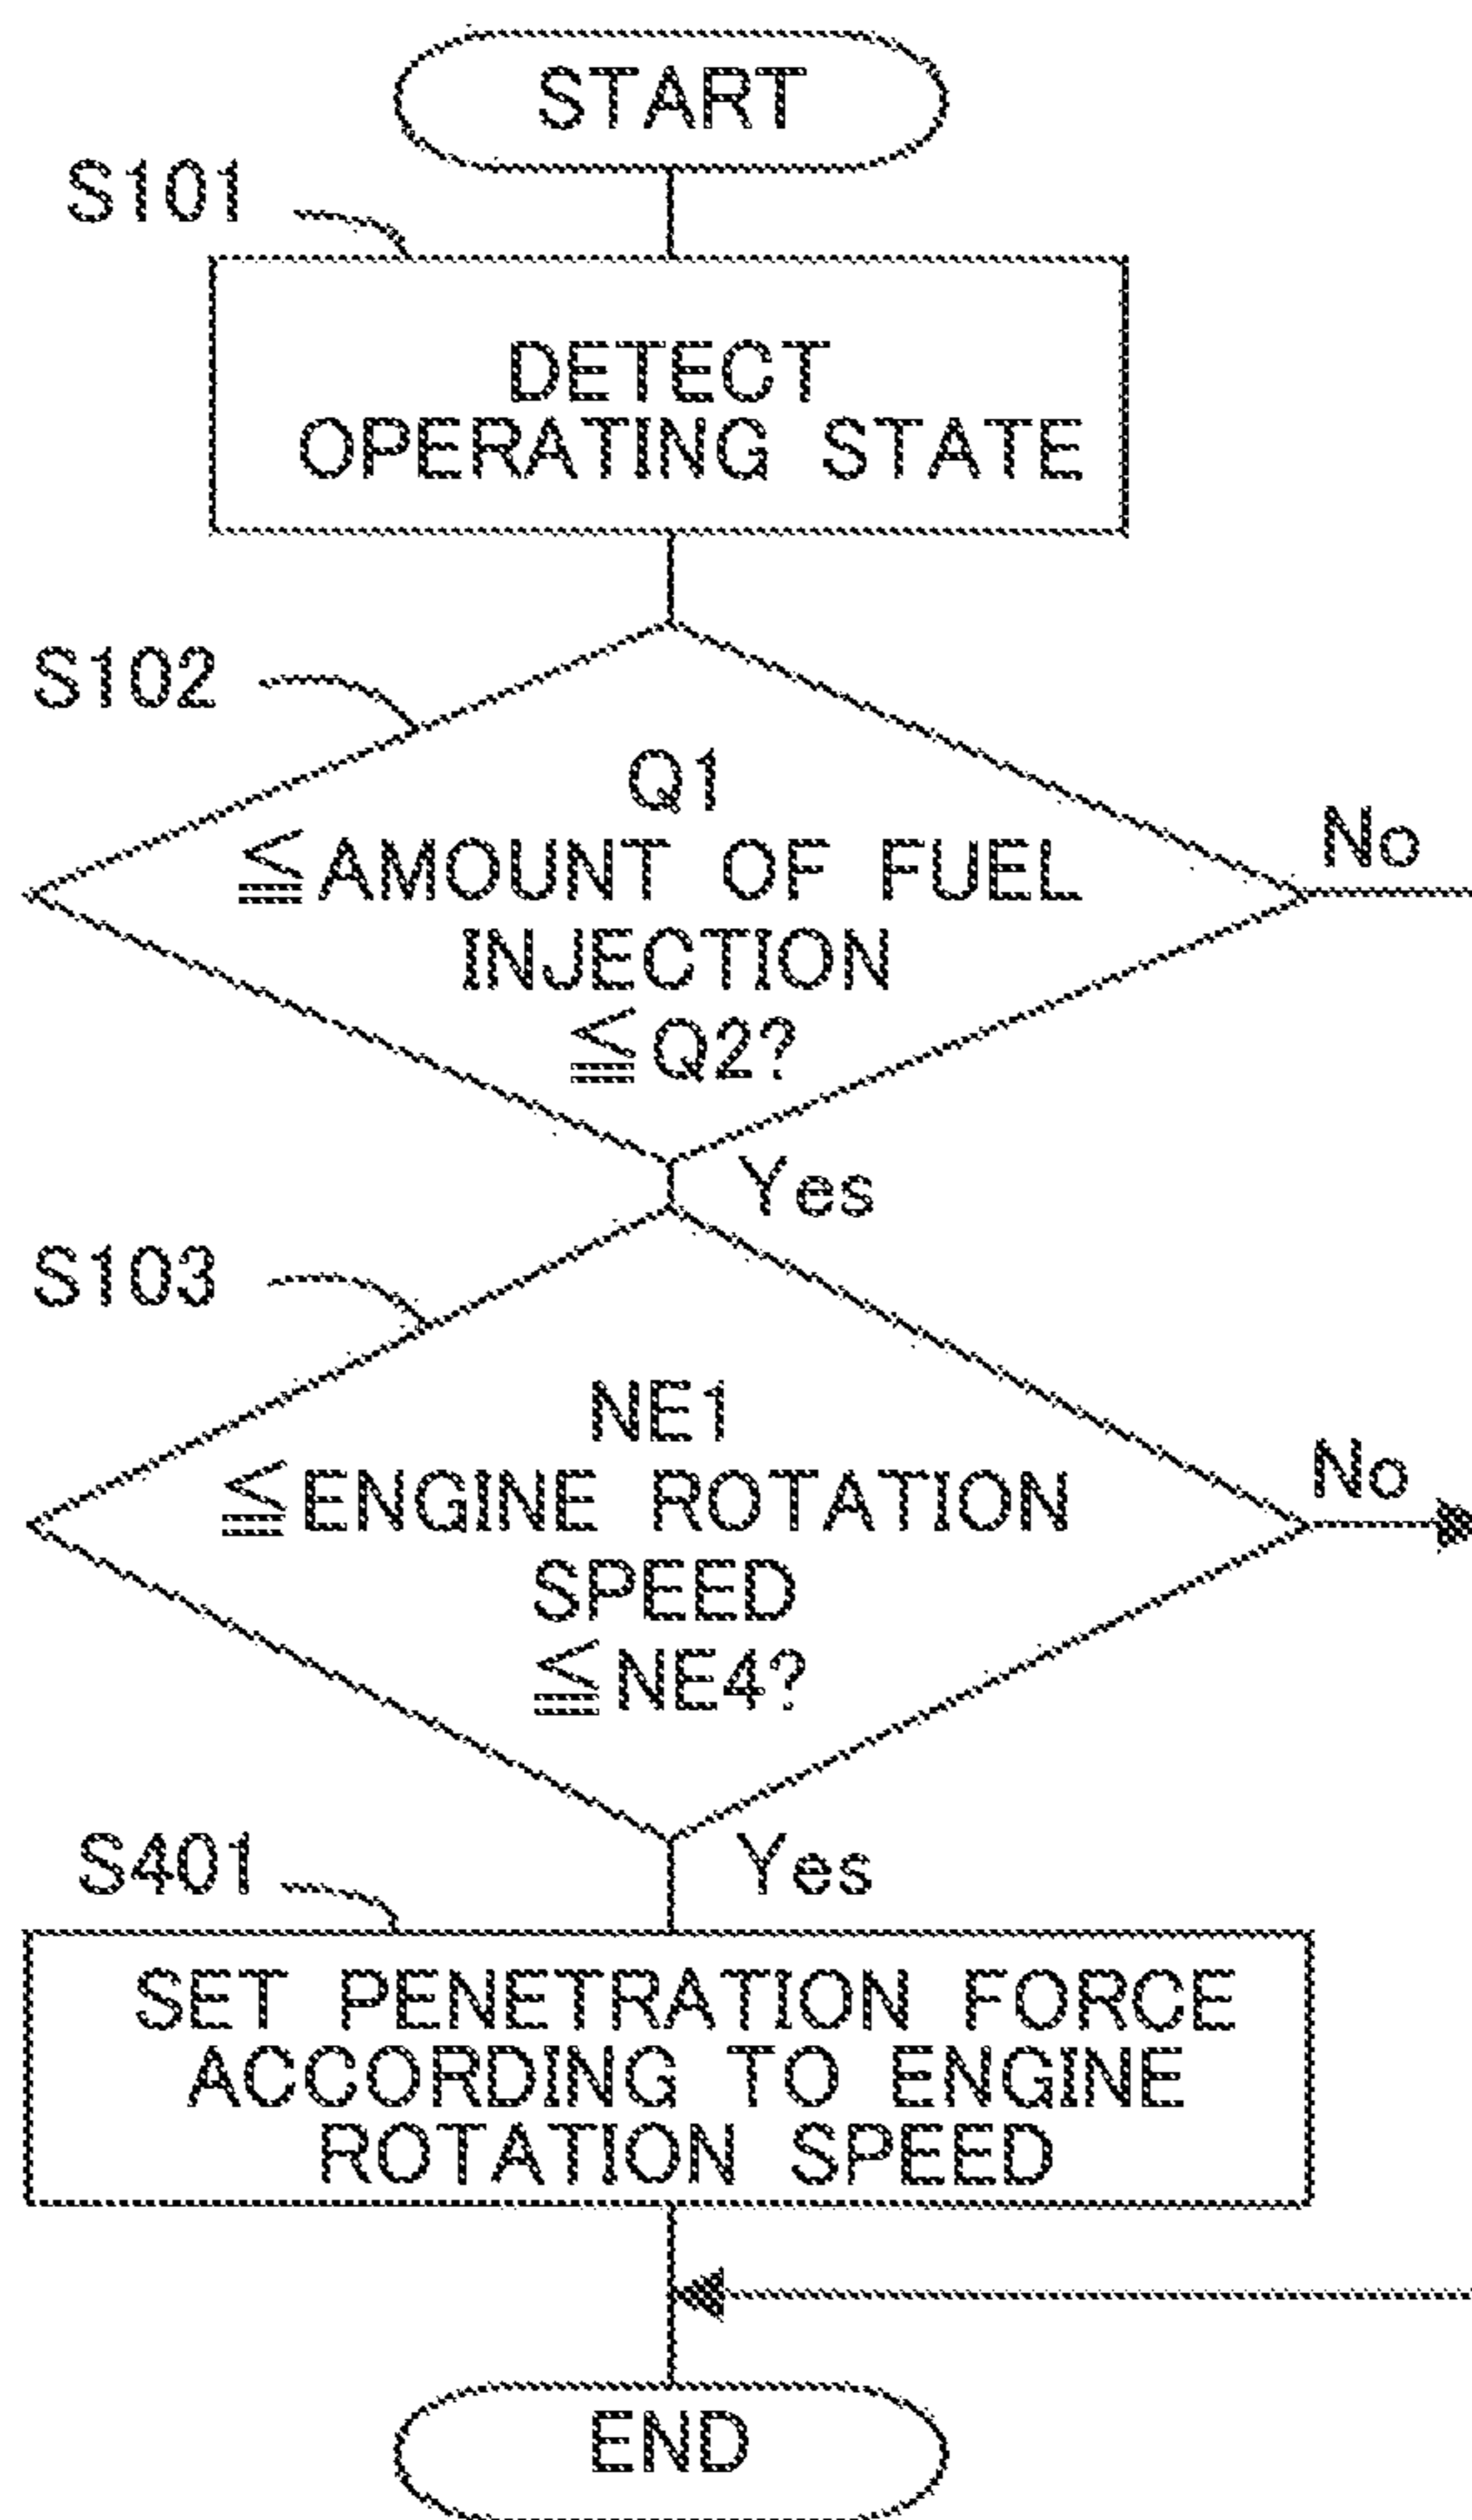 START
S101
DETECT
OPERATING STATE
S102
Q1
≦AMOUNT OF FUEL
INJECTION
≦Q2?
No
Yes
S103
NE1
≦ENGINE ROTATION
SPEED
≦NE4?
No
Yes
S401
SET PENETRATION FORCE
ACCORDING TO ENGINE
ROTATION SPEED
END